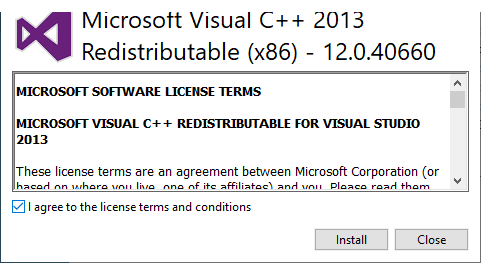 Microsoft Visual C++ 2013
Redistributable (x86) - 12.0.40660
MICROSOFT SOFTWARE LICENSE TERMS
MICROSOFT VISUAL C++ REDISTRIBUTABLE FOR VISUAL STUDIO
2013
These license terms are an agreement between Microsoft Corporation (or
based on where you live, one of its affiliates) and you. Please read them
I agree to the license terms and conditions
Install Close